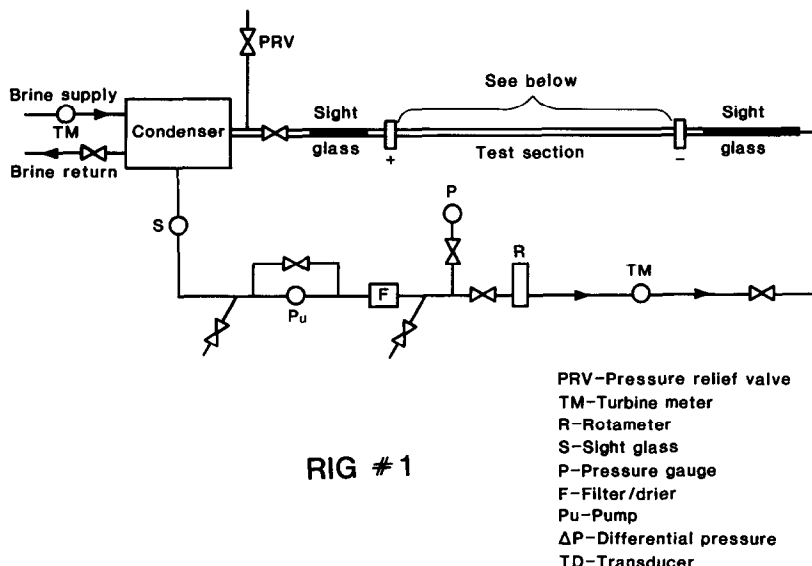 PRV
See below
Brine supply
TM
Condenser
Sight
glass
Sight
glass
+
Test section
-
Brine return
P
S
R
TM
F
Pu
PRV-Pressure relief valve
TM-Turbine meter
R-Rotameter
S-Sight glass
P-Pressure gauge
F-Filter/drier
Pu-Pump
ΔP-Differential pressure
TD-Transducer
RIG #1